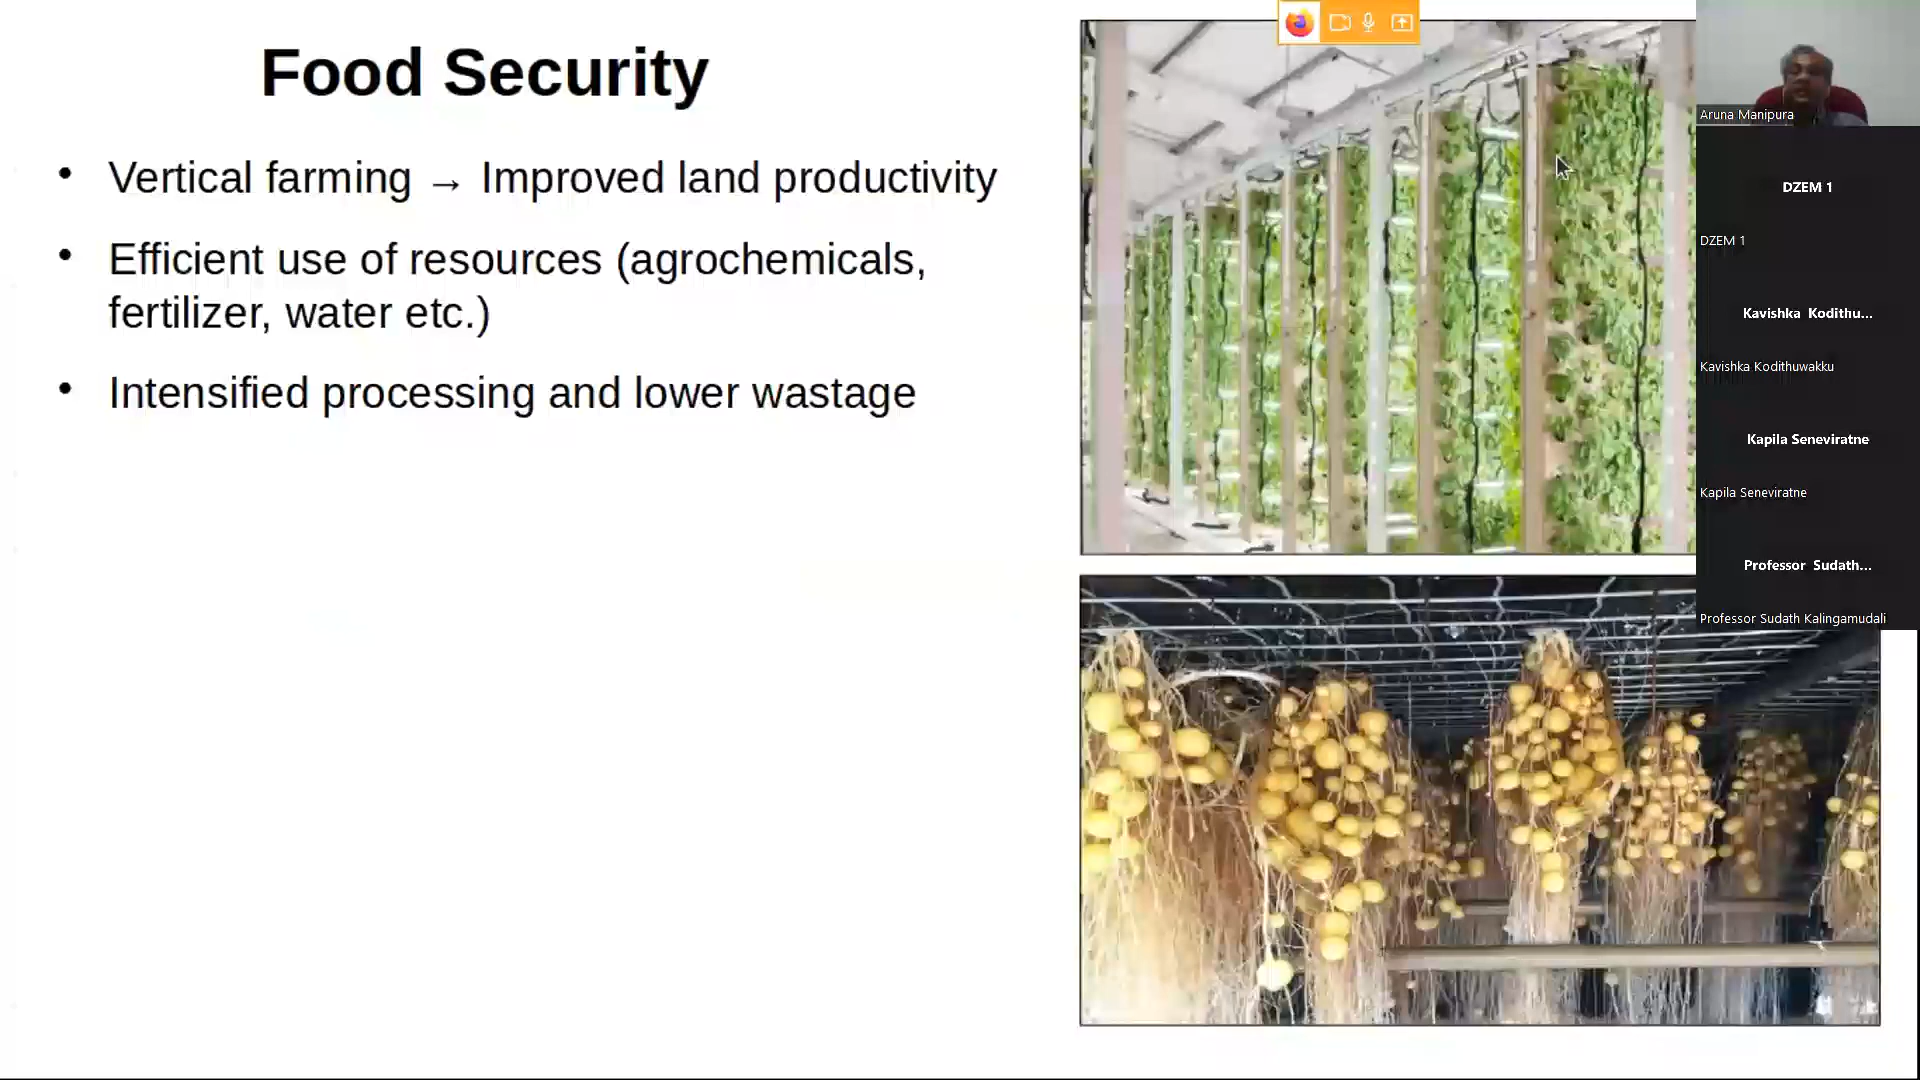 Food Security
• Vertical farming → Improved land productivity
• Efficient use of resources (agrochemicals,
fertilizer, water etc.)
• Intensified processing and lower wastage
Aruna Manipura
DZEM 1
DZEM 1
Kavishka Kodithu...
Kavishka Kodithuwakku
Kapila Seneviratne
Kapila Seneviratne
Professor Sudath...
Professor Sudath Kalingamudali